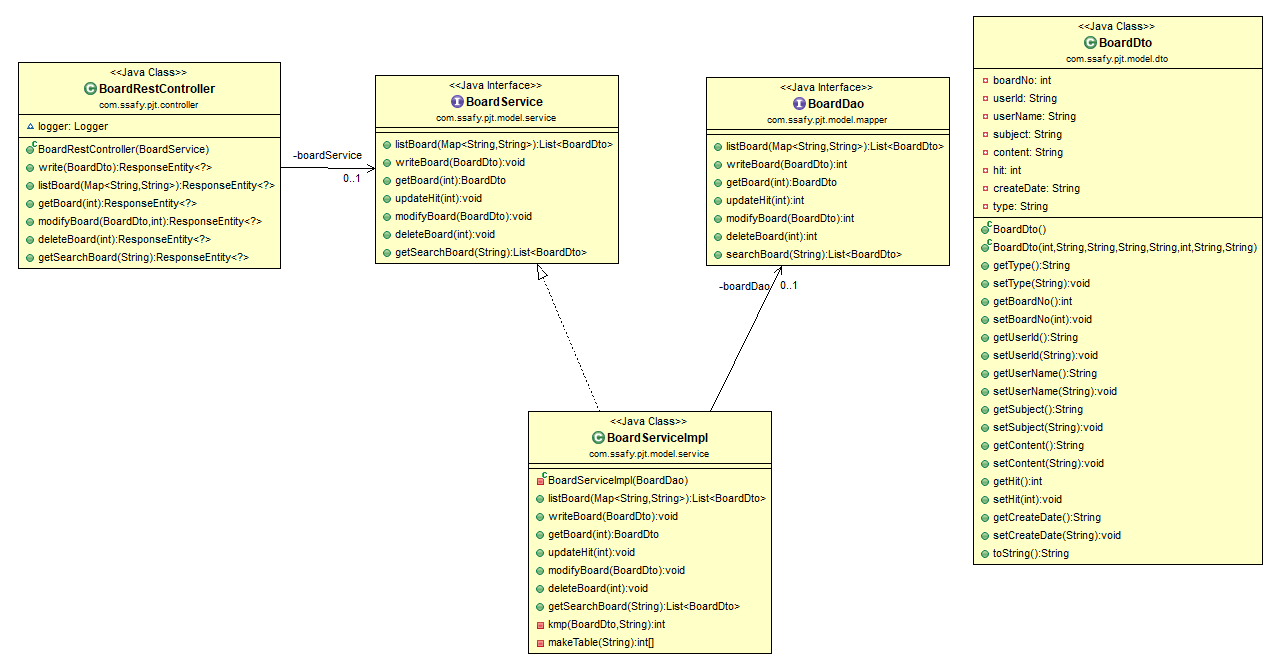 <<Java Class>>
BoardRestController
com.ssafy.pjt.controller
logger: Logger
BoardRestController(BoardService)
write(BoardDto):ResponseEntity<?>
listBoard(Map<String,String>):ResponseEntity<?>
getBoard(int):ResponseEntity<?>
modifyBoard(BoardDto,int):ResponseEntity<?>
deleteBoard(int):ResponseEntity<?>
getSearchBoard(String):ResponseEntity<?>
-boardService
0..1
<<Java Interface>>
BoardService
com.ssafy.pjt.model.service
listBoard(Map<String,String>):List<BoardDto>
writeBoard(BoardDto):void
getBoard(int):BoardDto
updateHit(int):void
modifyBoard(BoardDto):void
deleteBoard(int):void
getSearchBoard(String):List<BoardDto>
<<Java Interface>>
BoardDao
com.ssafy.pjt.model.mapper
listBoard(Map<String,String>):List<BoardDto>
writeBoard(BoardDto):int
getBoard(int):BoardDto
updateHit(int):int
modifyBoard(BoardDto):int
deleteBoard(int):int
searchBoard(String):List<BoardDto>
-boardDao
0..1
<<Java Class>>
BoardServiceImpl
com.ssafy.pjt.model.service
BoardServiceImpl(BoardDao)
listBoard(Map<String,String>):List<BoardDto>
writeBoard(BoardDto):void
getBoard(int):BoardDto
updateHit(int):void
modifyBoard(BoardDto):void
deleteBoard(int):void
getSearchBoard(String):List<BoardDto>
kmp(BoardDto,String):int
makeTable(String):int[]
<<Java Class>>
BoardDto
com.ssafy.pjt.model.dto
boardNo: int
userId: String
userName: String
subject: String
content: String
hit: int
createDate: String
type: String
BoardDto()
BoardDto(int,String,String,String,String,int,String,String)
getType():String
setType(String):void
getBoardNo():int
setBoardNo(int):void
getUserId():String
setUserId(String):void
getUserName():String
setUserName(String):void
getSubject():String
setSubject(String):void
getContent():String
setContent(String):void
getHit():int
setHit(int):void
getCreateDate():String
setCreateDate(String):void
toString():String